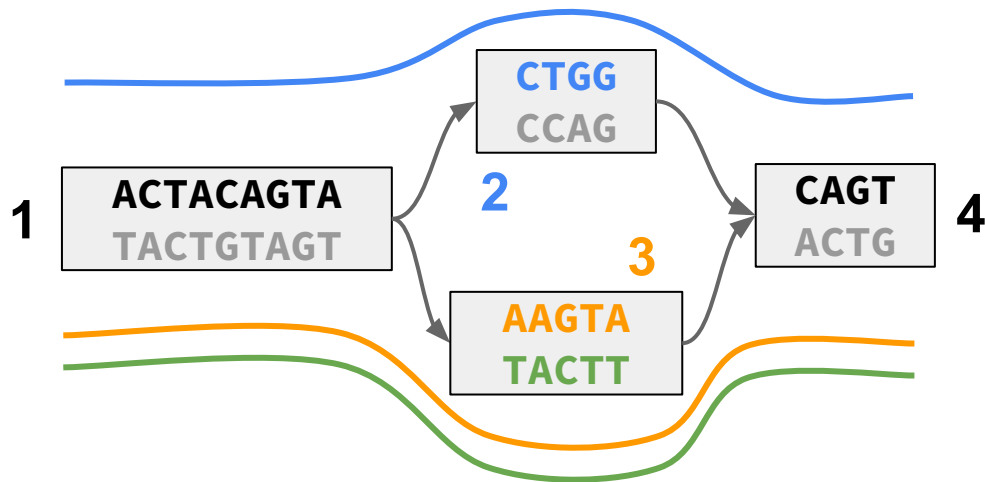 1
ACTACAGTA
TACTGTAGT
CTGG
CCAG
2
3
AAGTA
TACTT
CAGT
ACTG
4